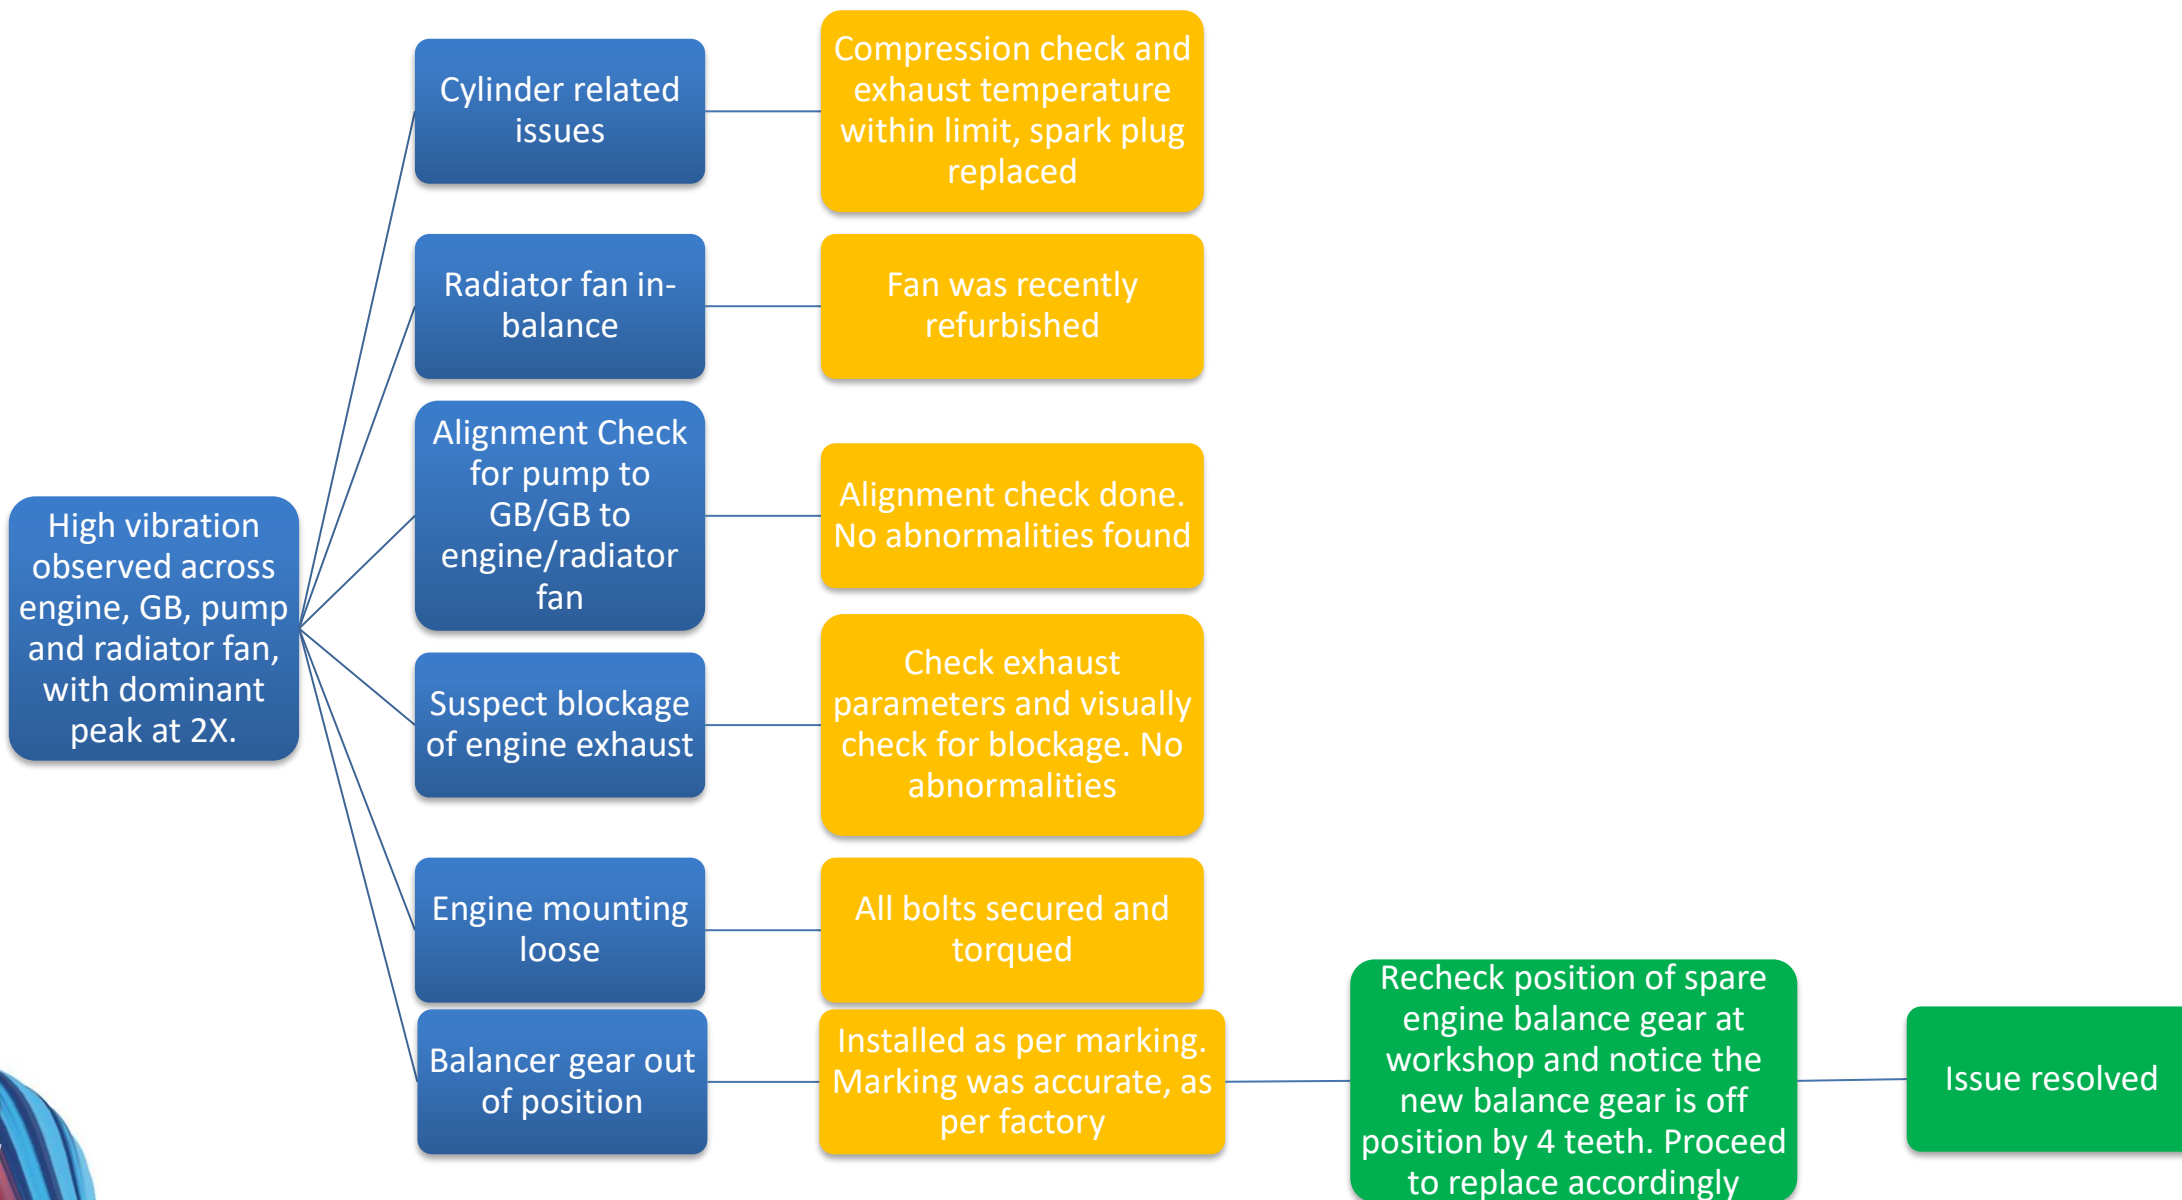 High vibration
observed across
engine, GB, pump
and radiator fan,
with dominant
peak at 2X.
Cylinder related
issues
Compression check and
exhaust temperature
within limit, spark plug
replaced
Radiator fan in-
balance
Fan was recently
refurbished
Alignment Check
for pump to
GB/GB to
engine/radiator
fan
Alignment check done.
No abnormalities found
Suspect blockage
of engine exhaust
Check exhaust
parameters and visually
check for blockage. No
abnormalities
Engine mounting
loose
All bolts secured and
torqued
Balancer gear out
of position
Installed as per marking.
Marking was accurate, as
per factory
Recheck position of spare
engine balance gear at
workshop and notice the
new balance gear is off
position by 4 teeth. Proceed
to replace accordingly
Issue resolved